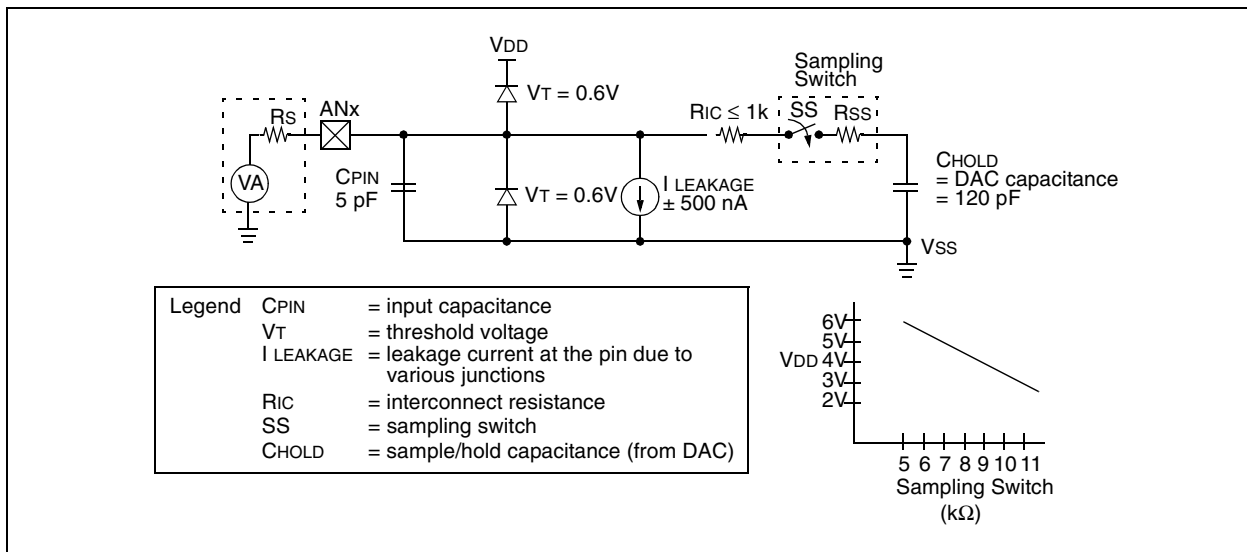 VDD
Sampling
Switch
VT = 0.6V
RS
ANx
RIC ≤ 1k
SS
RSS
VA
CPIN
5 pF
VT = 0.6V
I LEAKAGE
± 500 nA
CHOLD
= DAC capacitance
= 120 pF
VSS
Legend CPIN = input capacitance
VT = threshold voltage
I LEAKAGE = leakage current at the pin due to
various junctions
RIC = interconnect resistance
SS = sampling switch
CHOLD = sample/hold capacitance (from DAC)
6V
5V
VDD 4V
3V
2V
5 6 7 8 9 10 11
Sampling Switch
(kΩ)